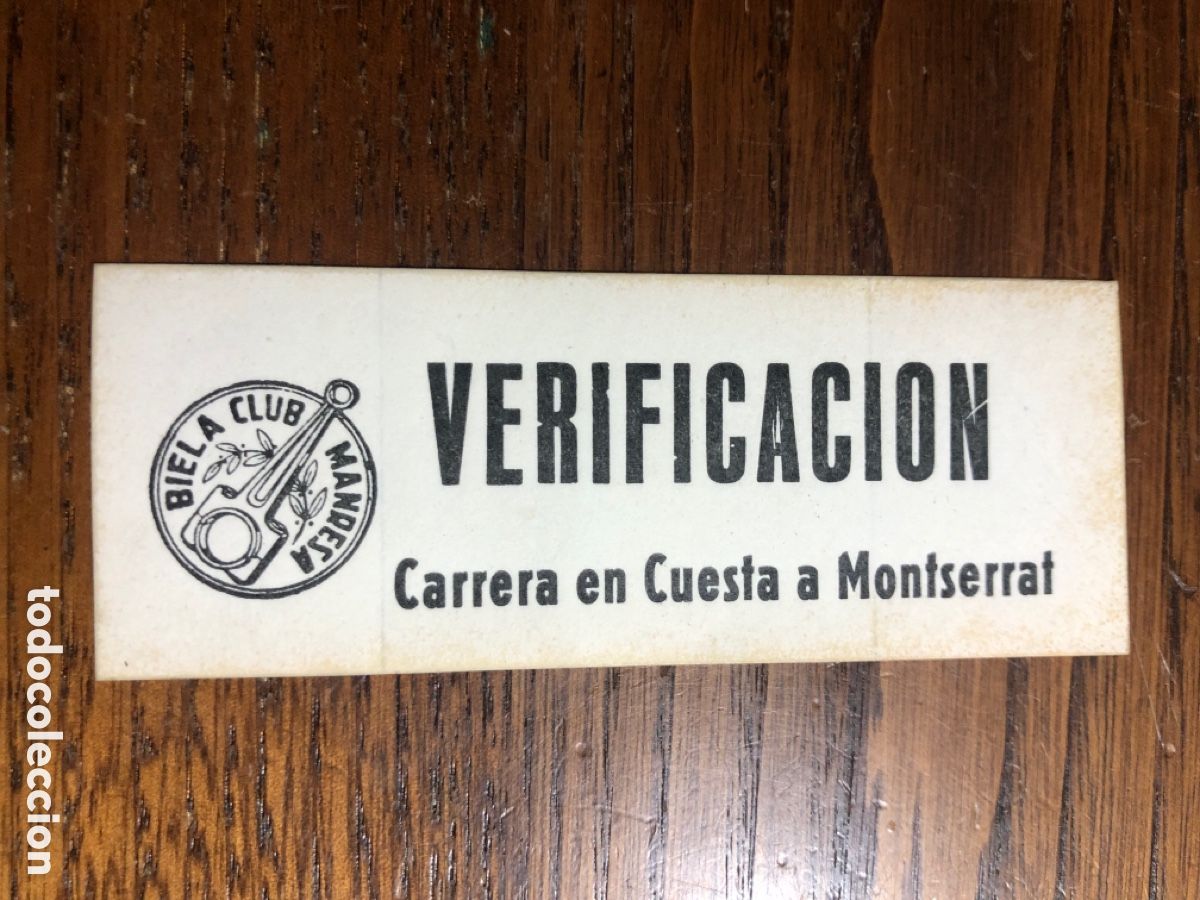 BIELA CLUB MANRESA
VERIFICACION
Carrera en Cuesta a Montserrat
todocoleccion